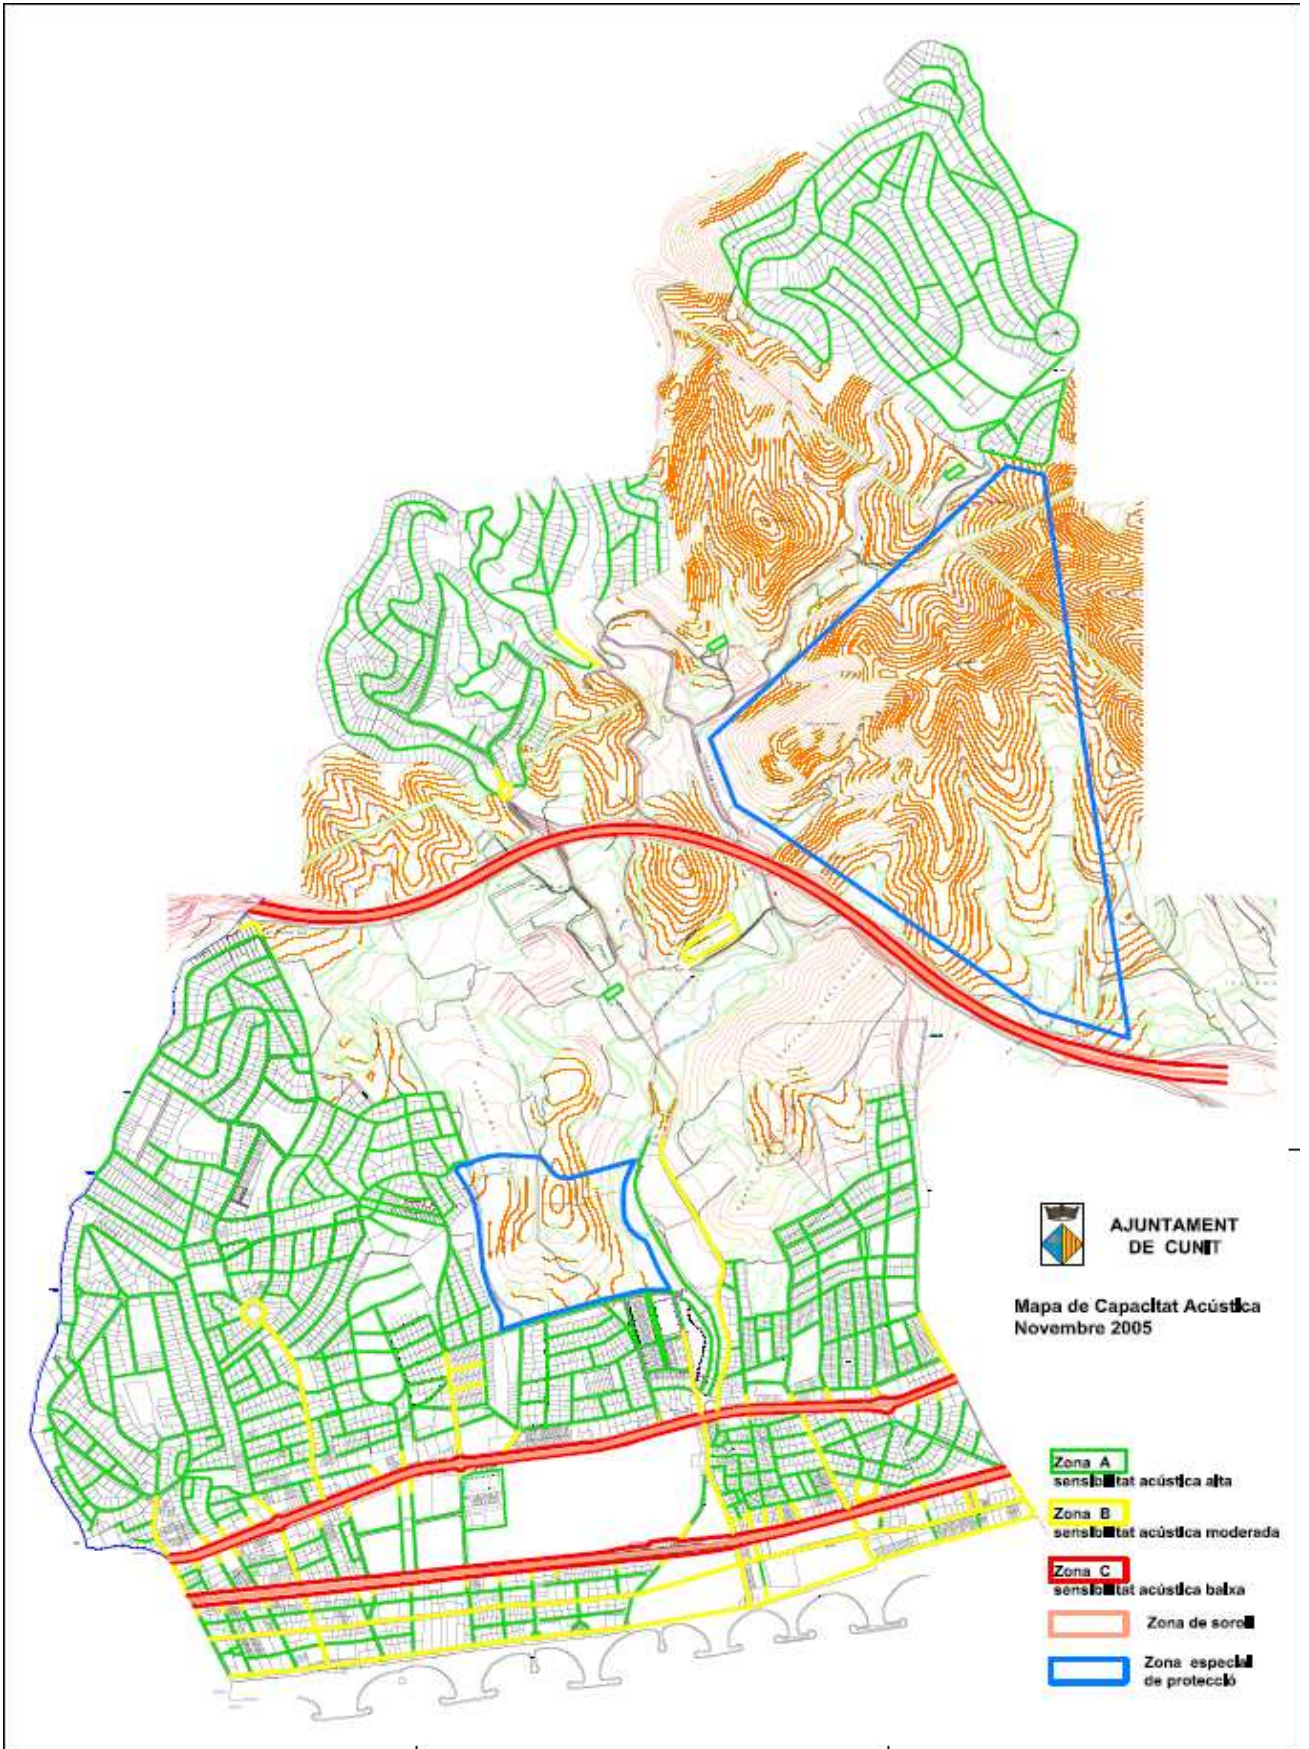 AJUNTAMENT
DE CUNIT
Mapa de Capacitat Acústica
Novembre 2005
Zona A
sensibilitat acústica alta
Zona B
sensibilitat acústica moderada
Zona C
sensibilitat acústica baixa
Zona de soroll
Zona especial
de protecció